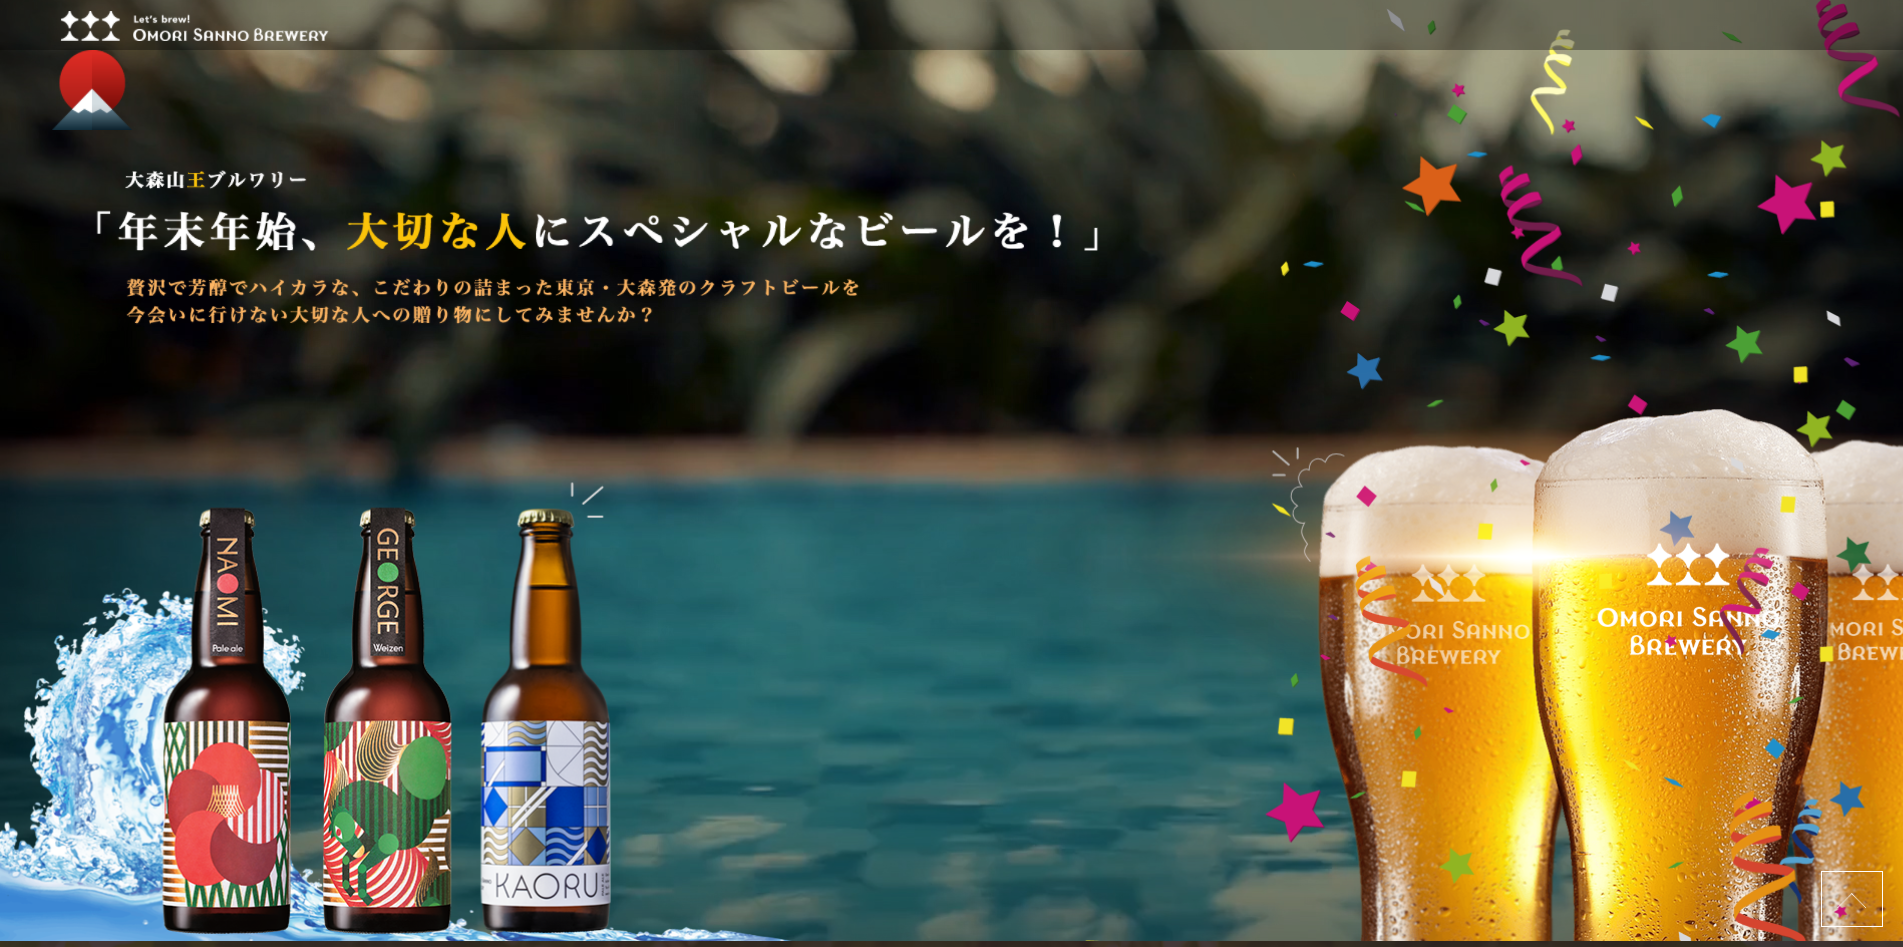 Let's brew!
OMORI SANNO BREWERY
大森山王ブルワリー
「年末年始、大切な人にスペシャルなビールを！」
贅沢で芳醇でハイカラな、こだわりの詰まった東京・大森発のクラフトビールを
今会いに行けない大切な人への贈り物にしてみませんか？
NAOMI
Pale ale
GEORGE
Weizen
KAORU
OMORI SANNO
BREWERY
OMORI SANNO
BREWERY